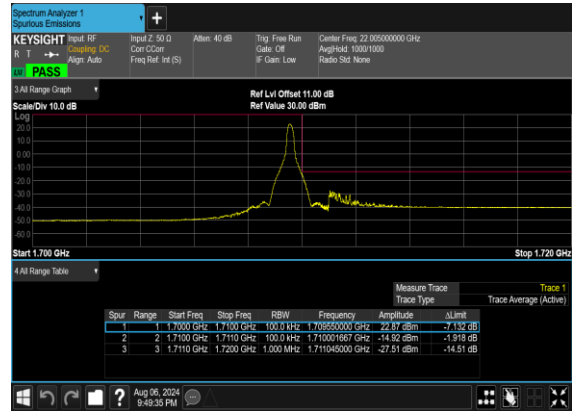 Spectrum Analyzer 1
Spurious Emissions
KEYSIGHT Input: RF Input Z: 50 Ω Atten: 40 dB Trig: Free Run Center Freq: 22.005000000 GHz
R T Coupling: DC Corr CCorr Gate: Off Avg|Hold: 1000/1000
Align: Auto Freq Ref: Int (S) IF Gain: Low Radio Std: None
PASS
3 All Range Graph
Ref Lvl Offset 11.00 dB
Scale/Div 10.0 dB Ref Value 30.00 dBm
Log
20.0
10.0
0.00
-10.0
-20.0
-30.0
-40.0
-50.0
-60.0
Start 1.700 GHz Stop 1.720 GHz
4 All Range Table
Measure Trace Trace 1
Trace Type Trace Average (Active)
Spur Range Start Freq Stop Freq RBW Frequency Amplitude ΔLimit
1 1 1.7000 GHz 1.7100 GHz 100.0 kHz 1.709550000 GHz 22.87 dBm -7.132 dB
2 2 1.7100 GHz 1.7110 GHz 100.0 kHz 1.710001667 GHz -14.92 dBm -1.918 dB
3 3 1.7110 GHz 1.7200 GHz 1.000 MHz 1.711045000 GHz -27.51 dBm -14.51 dB
Aug 06, 2024
9:49:35 PM